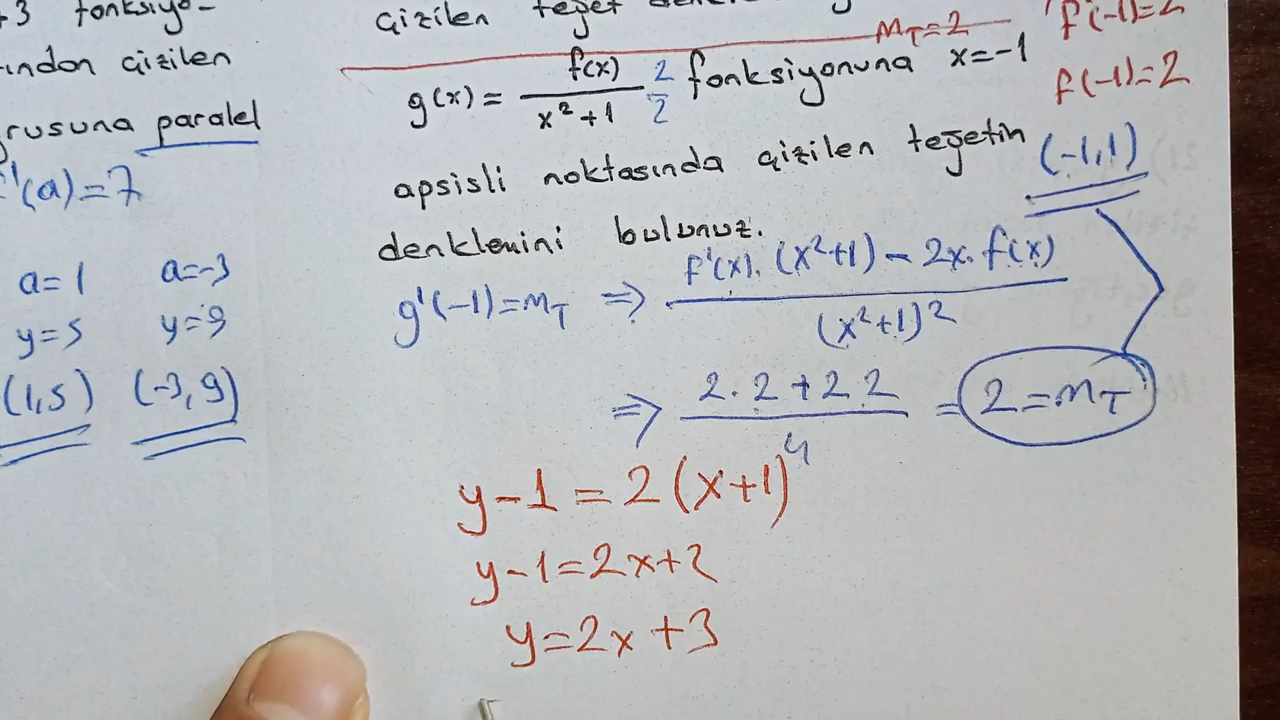 +3 fonksiyo-
ından çizilen
rusuna paralel
f'(a)=7
a=1 a=-3
y=5 y=9
(1,5) (-3,9)
çizilen teğet
m_T=2 f'(-1)=2
g(x) = f(x)/(x²+1) 2/2 fonksiyonuna x=-1
f(-1)=2
apsisli noktasında çizilen teğetin (-1,1)
denklemini bulunuz.
g'(-1)=m_T ⇒ (f'(x).(x²+1) - 2x.f(x))/(x²+1)²
⇒ (2.2+2.2)/4 = 2=m_T
y-1=2(x+1)
y-1=2x+2
y=2x+3